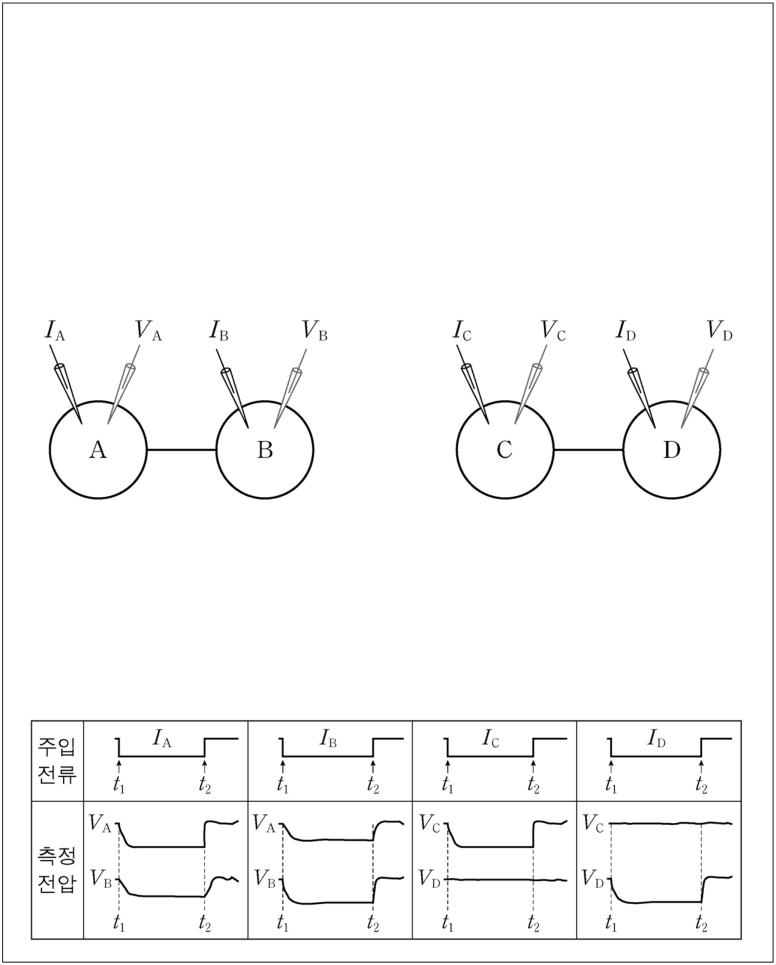 I_A V_A I_B V_B I_C V_C I_D V_D
A B C D
주입 전류 I_A I_B I_C I_D
t_1 t_2 t_1 t_2 t_1 t_2 t_1 t_2
측정 전압 V_A V_A V_C V_C
V_B V_B V_D V_D
t_1 t_2 t_1 t_2 t_1 t_2 t_1 t_2